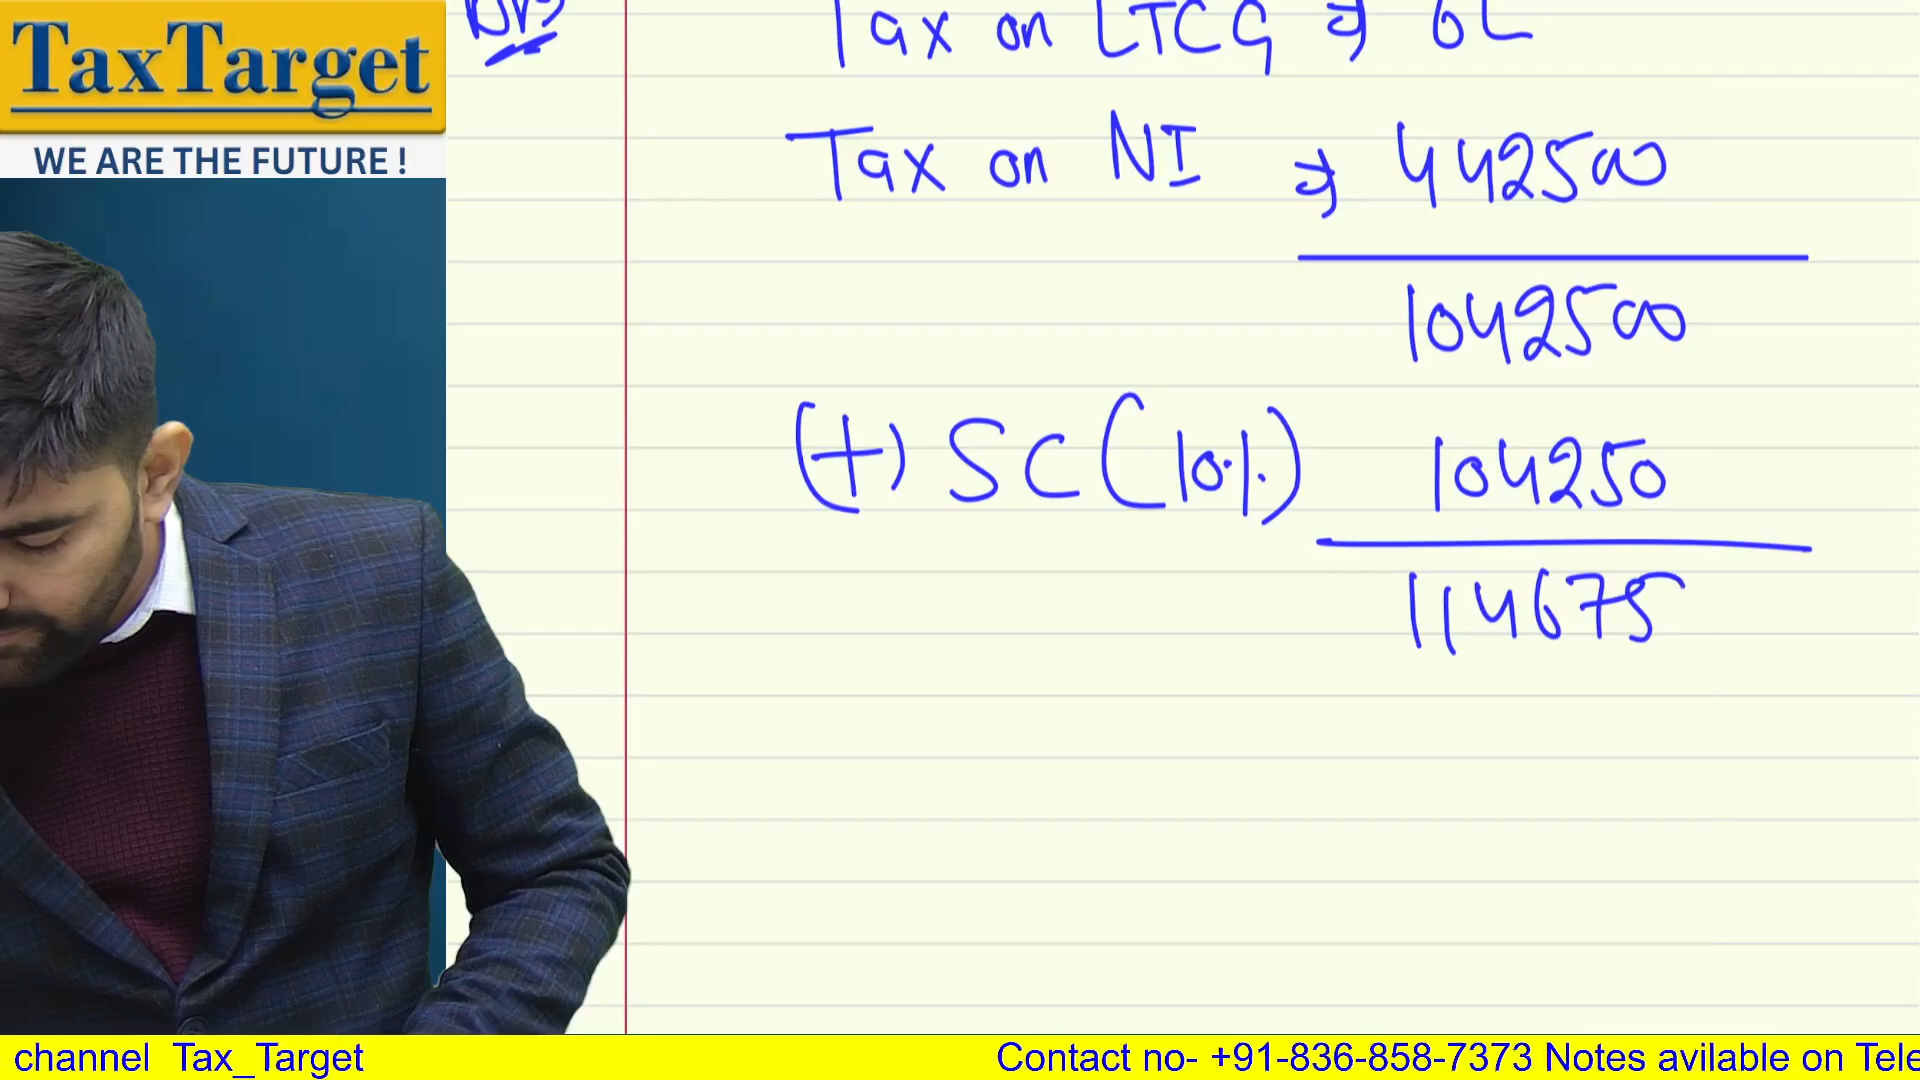 TaxTarget
WE ARE THE FUTURE !
Tax on LTCG ⇒ 6L
Tax on NI ⇒ 442500
1042500
(+) SC (10%) 104250
114675
channel Tax_Target
Contact no- +91-836-858-7373 Notes avilable on Tele